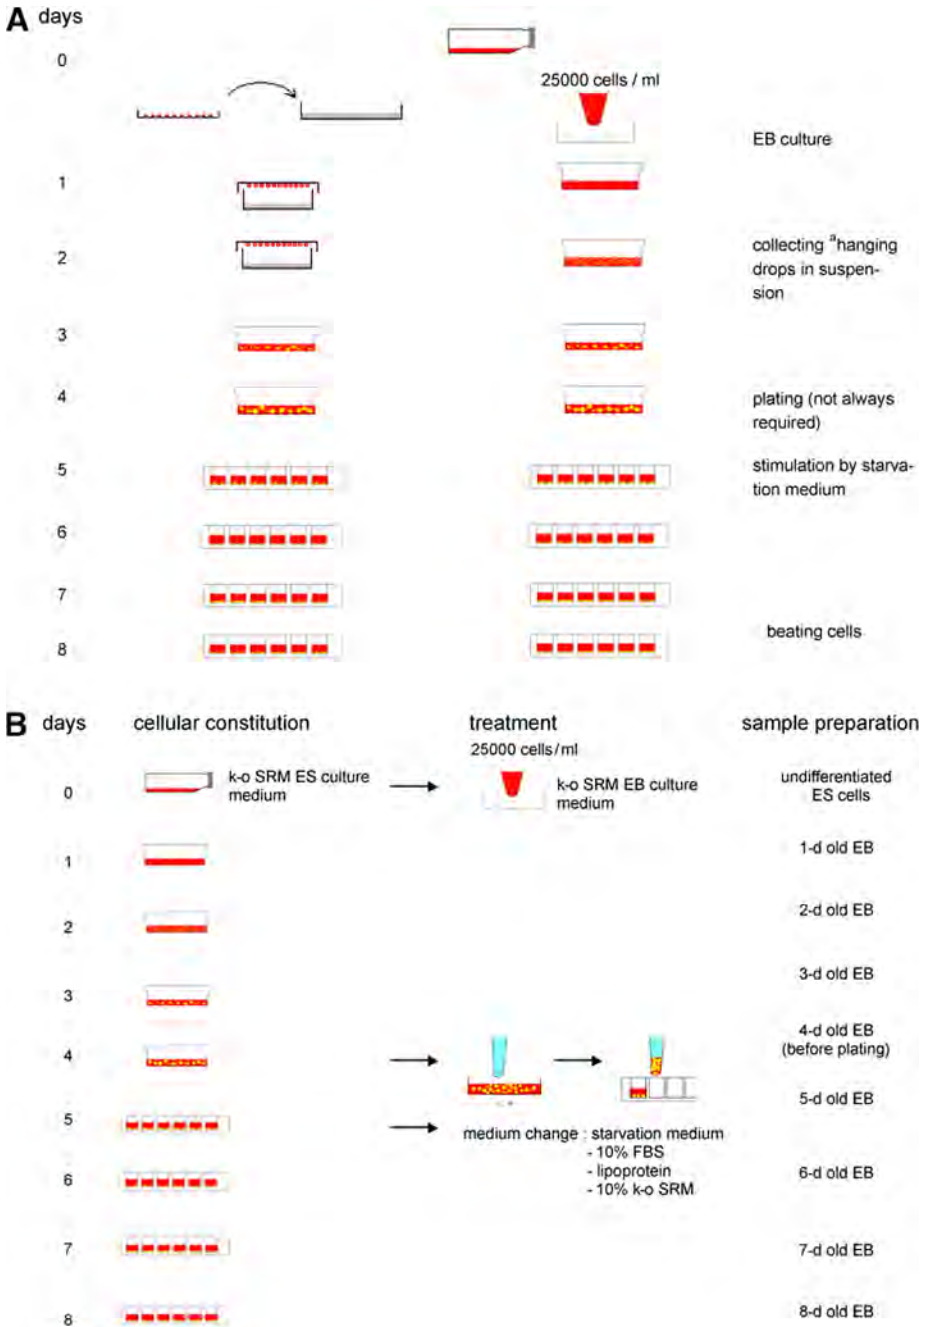 A days
0
25000 cells / ml
EB culture
1
2
collecting ᵃhanging
drops in suspen-
sion
3
4
plating (not always
required)
5
stimulation by starva-
tion medium
6
7
beating cells
8
B days cellular constitution treatment sample preparation
25000 cells/ml
0
k-o SRM ES culture
medium
k-o SRM EB culture
medium
undifferentiated
ES cells
1
1-d old EB
2
2-d old EB
3
3-d old EB
4
4-d old EB
(before plating)
5
5-d old EB
medium change : starvation medium
- 10% FBS
- lipoprotein
- 10% k-o SRM
6
6-d old EB
7
7-d old EB
8
8-d old EB